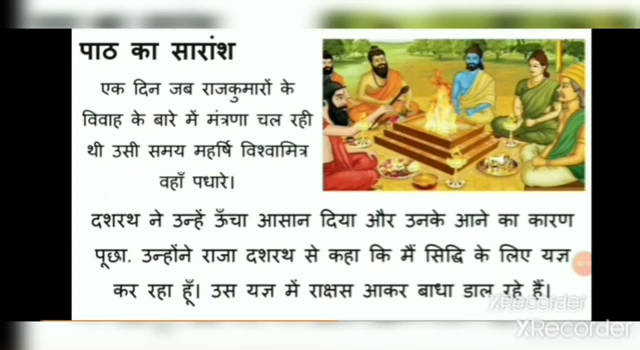 पाठ का सारांश
एक दिन जब राजकुमारों के
विवाह के बारे में मंत्रणा चल रही
थी उसी समय महर्षि विश्वामित्र
वहाँ पधारे।
दशरथ ने उन्हें ऊँचा आसान दिया और उनके आने का कारण
पूछा. उन्होंने राजा दशरथ से कहा कि मैं सिद्धि के लिए यज्ञ
कर रहा हूँ। उस यज्ञ में राक्षस आकर बाधा डाल रहे हैं।
XRecorder
XRecorder